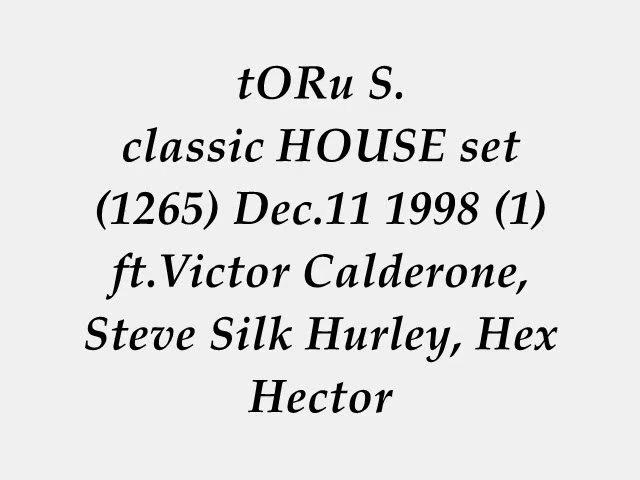 tORu S.
classic HOUSE set
(1265) Dec.11 1998 (1)
ft.Victor Calderone,
Steve Silk Hurley, Hex
Hector